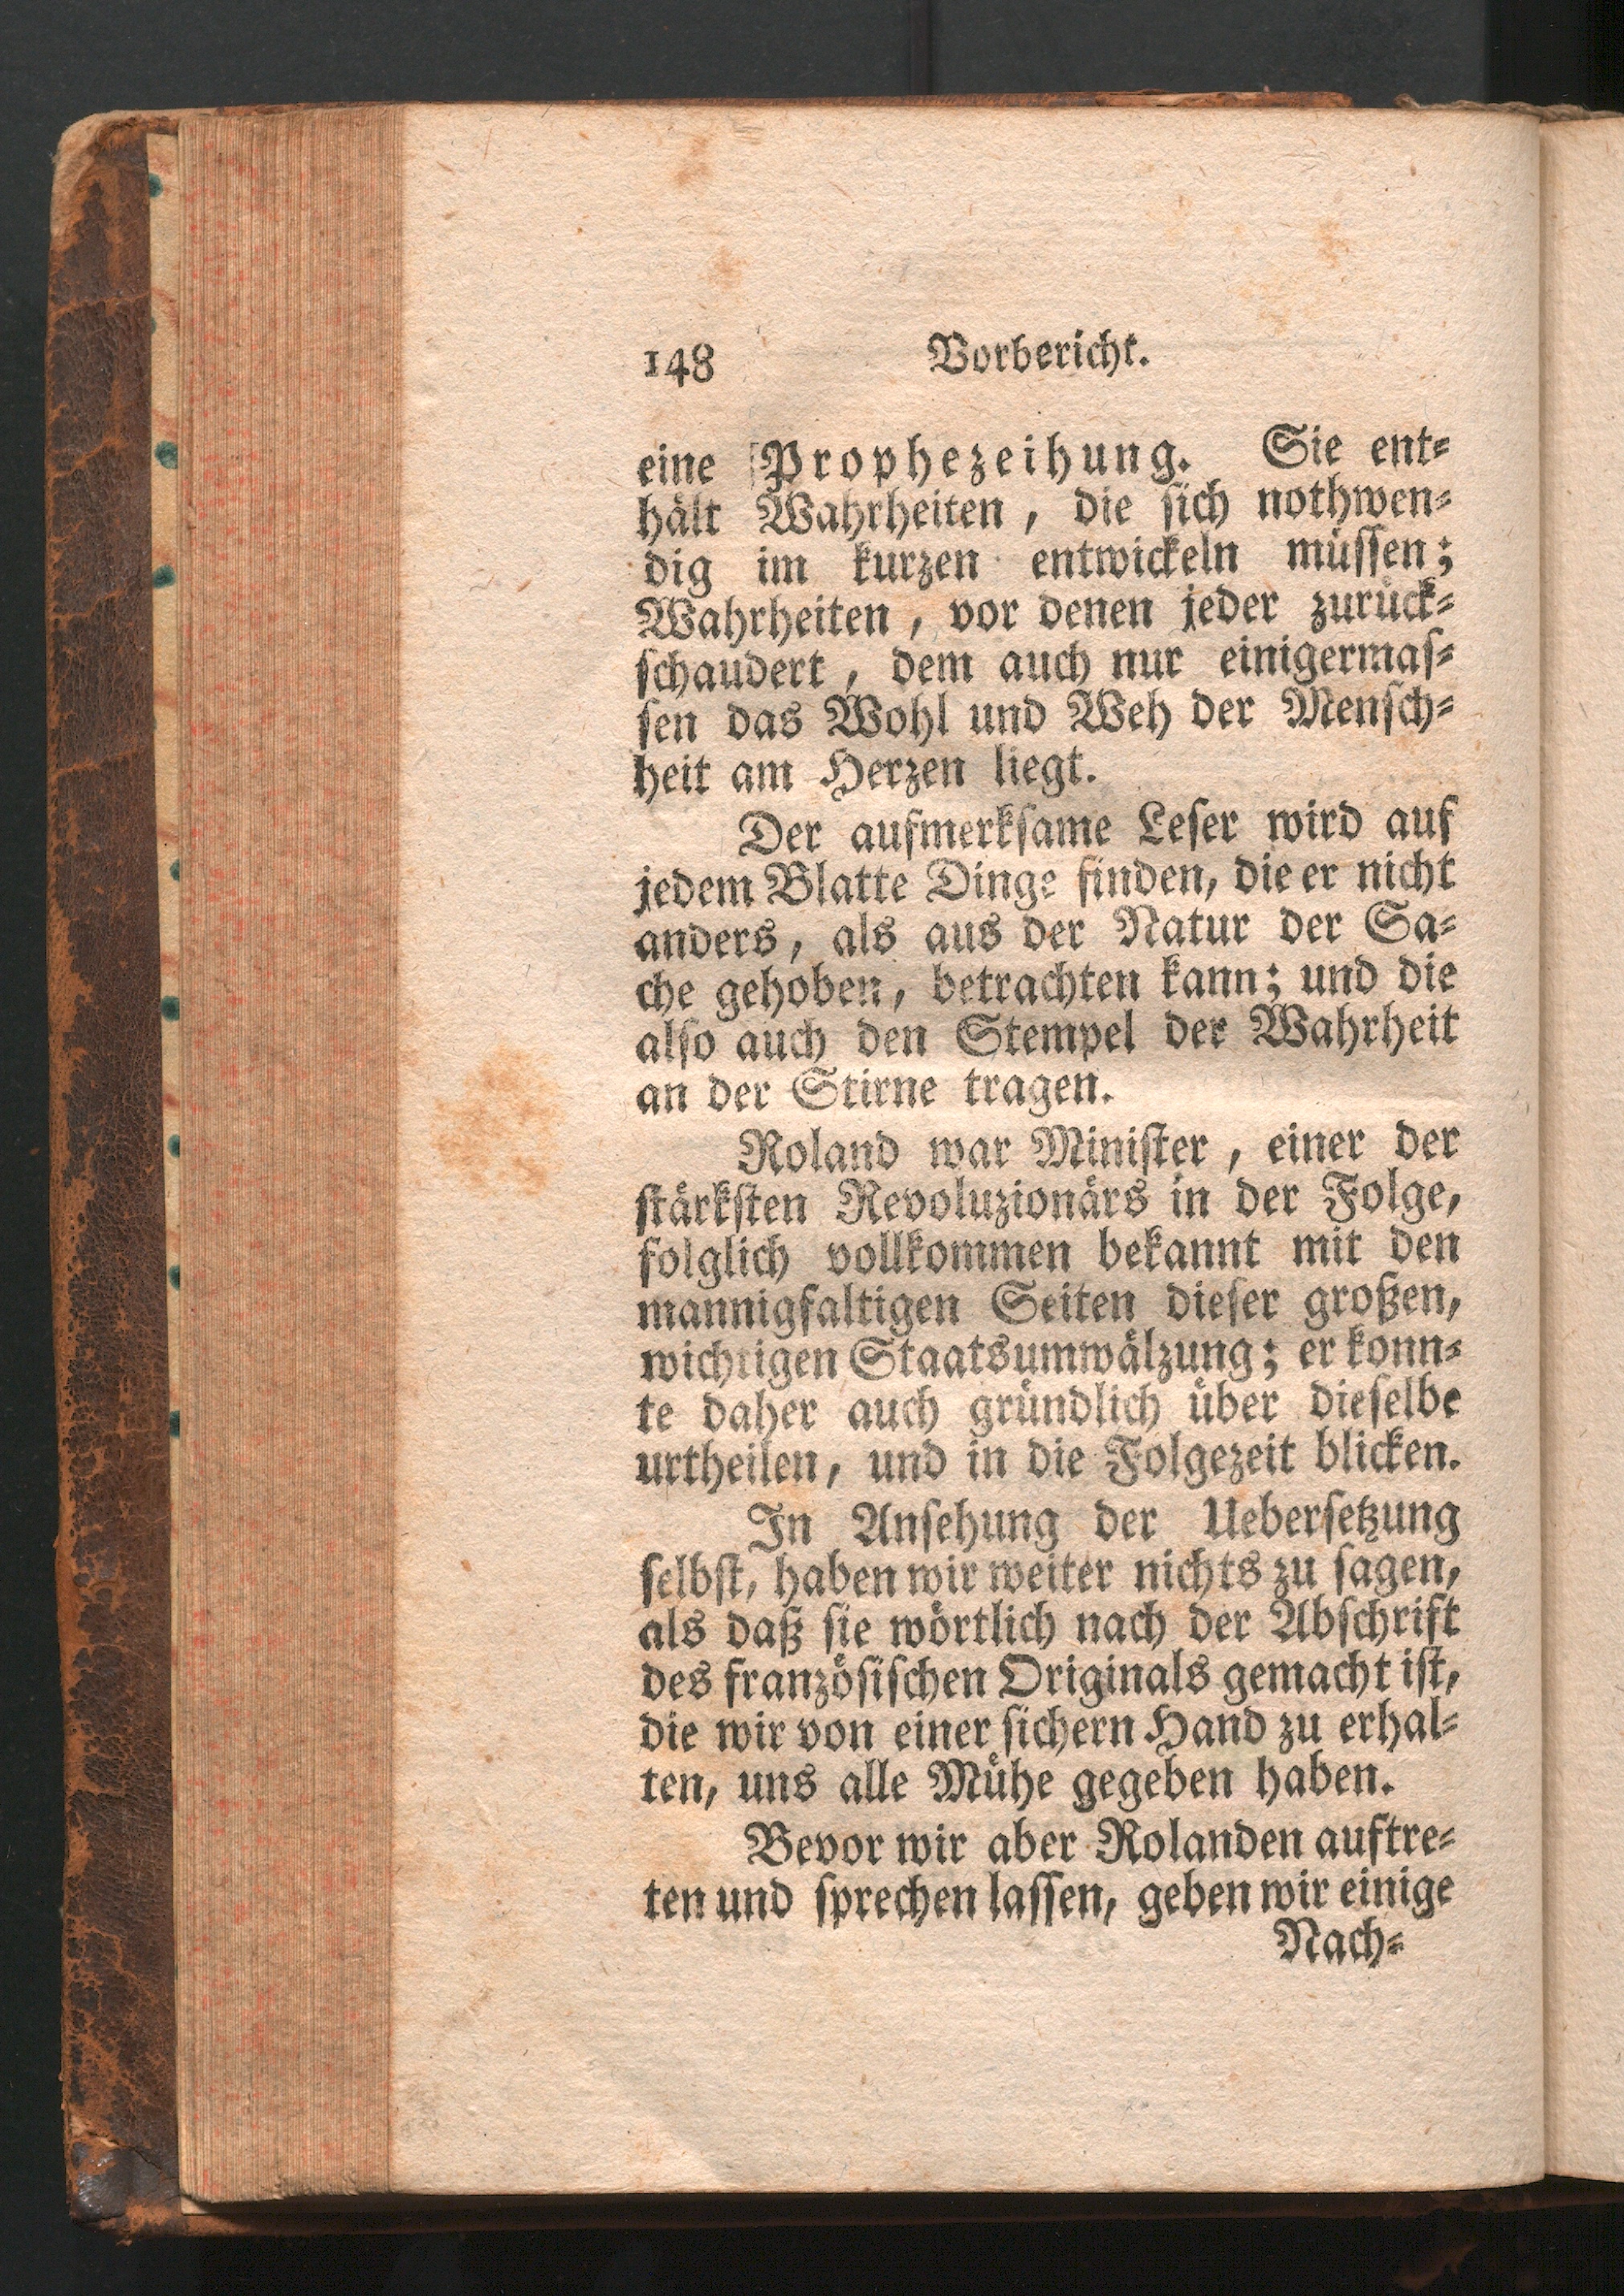 148 Vorbericht.
eine Prophezeihung. Sie ent-
hält Wahrheiten, die sich nothwen-
dig im kurzen entwickeln müssen;
Wahrheiten, vor denen jeder zurück-
schaudert, dem auch nur einigermas-
sen das Wohl und Weh der Mensch-
heit am Herzen liegt.
Der aufmerksame Leser wird auf
jedem Blatte Dinge finden, die er nicht
anders, als aus der Natur der Sa-
che gehoben, betrachten kann; und die
also auch den Stempel der Wahrheit
an der Stirne tragen.
Roland war Minister, einer der
stärksten Revoluzionärs in der Folge,
folglich vollkommen bekannt mit den
mannigfaltigen Seiten dieser großen,
wichtigen Staatsumwälzung; er konn-
te daher auch gründlich über dieselbe
urtheilen, und in die Folgezeit blicken.
In Ansehung der Uebersetzung
selbst, haben wir weiter nichts zu sagen,
als daß sie wörtlich nach der Abschrift
des französischen Originals gemacht ist,
die wir von einer sichern Hand zu erhal-
ten, uns alle Mühe gegeben haben.
Bevor wir aber Rolanden auftre-
ten und sprechen lassen, geben wir einige
Nach-